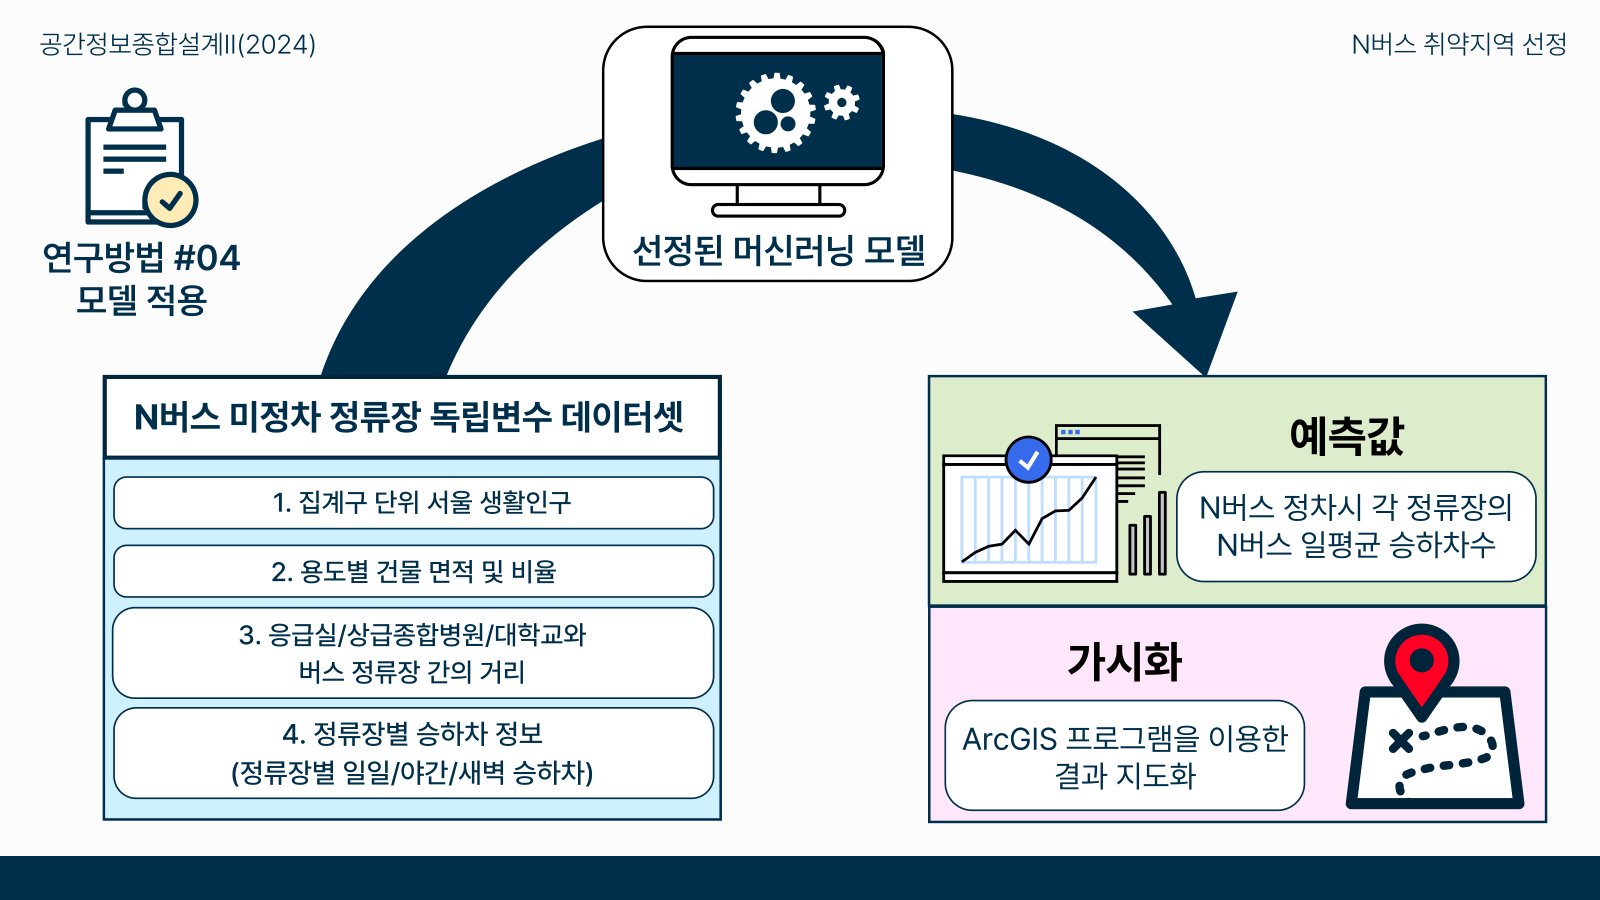 공간정보종합설계II(2024)
N버스 취약지역 선정
연구방법 #04
모델 적용
선정된 머신러닝 모델
N버스 미정차 정류장 독립변수 데이터셋
1. 집계구 단위 서울 생활인구
2. 용도별 건물 면적 및 비율
3. 응급실/상급종합병원/대학교와
버스 정류장 간의 거리
4. 정류장별 승하차 정보
(정류장별 일일/야간/새벽 승하차)
예측값
N버스 정차시 각 정류장의
N버스 일평균 승하차수
가시화
ArcGIS 프로그램을 이용한
결과 지도화